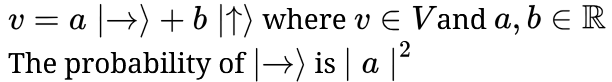 v = a |→⟩ + b |↑⟩ where v ∈ V and a, b ∈ ℝ
The probability of |→⟩ is | a |²